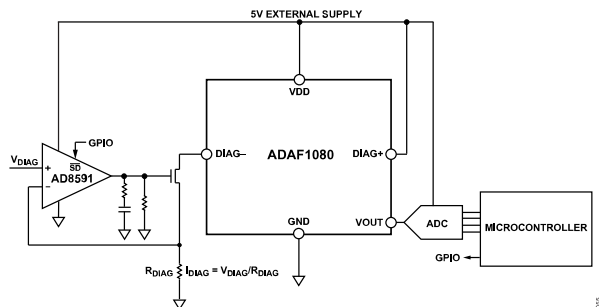 5V EXTERNAL SUPPLY
VDD
GPIO
VDIAG
+
SD
AD8591
–
DIAG–
ADAF1080
DIAG+
GND
VOUT
ADC
MICROCONTROLLER
GPIO
RDIAG
IDIAG = VDIAG/RDIAG